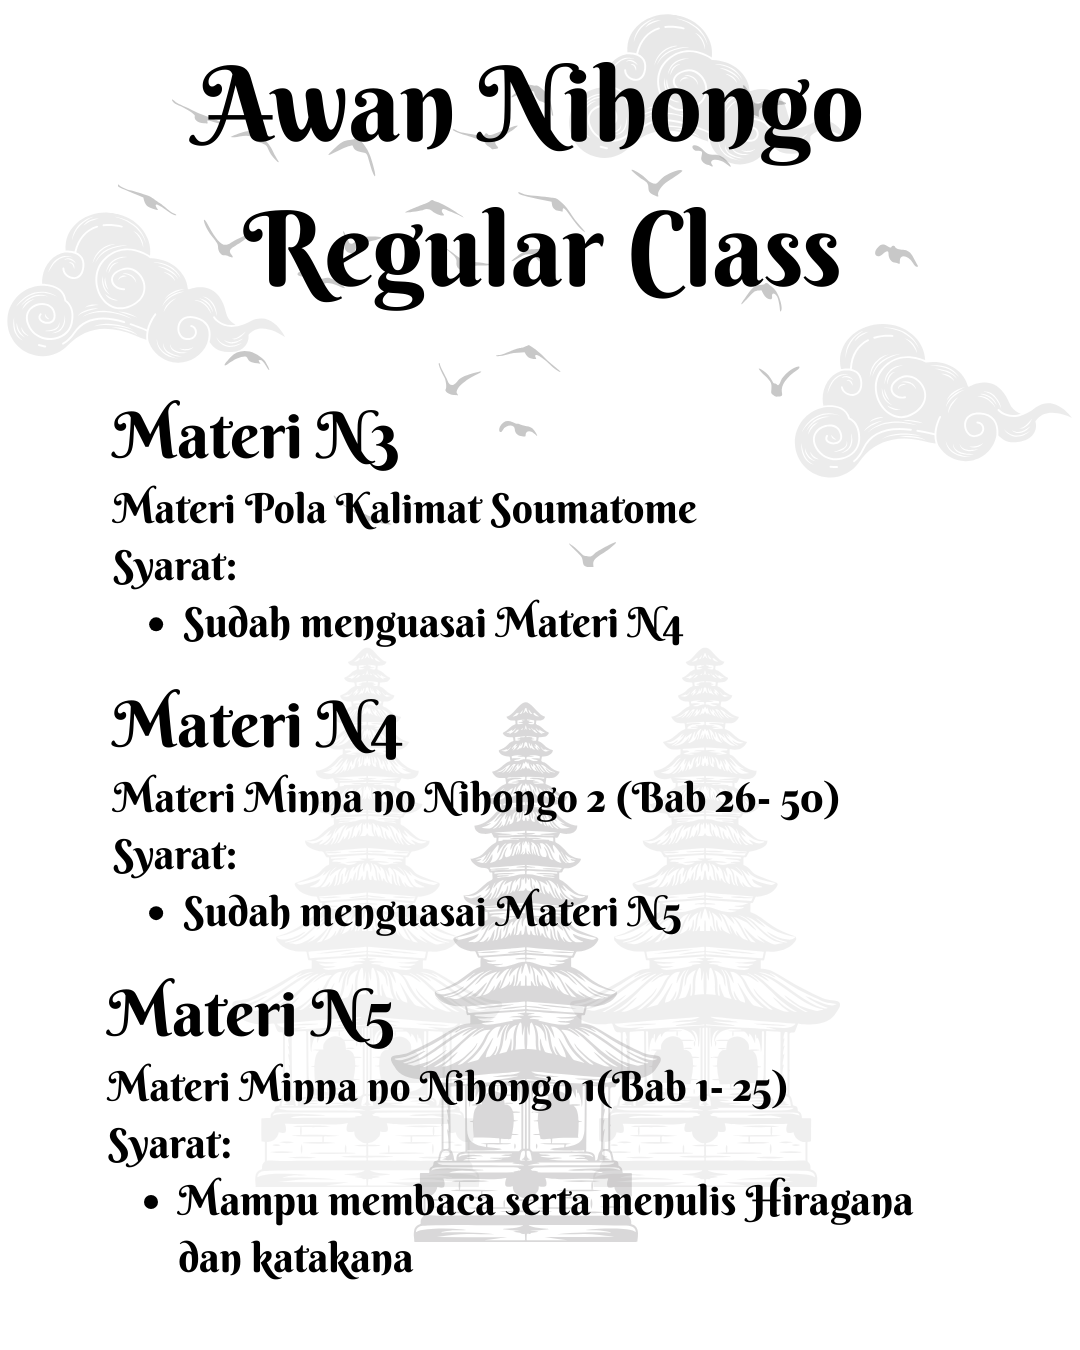 Awan Nihongo
Regular Class
Materi N3
Materi Pola Kalimat Soumatome
Syarat:
• Sudah menguasai Materi N4
Materi N4
Materi Minna no Nihongo 2 (Bab 26- 50)
Syarat:
• Sudah menguasai Materi N5
Materi N5
Materi Minna no Nihongo 1(Bab 1- 25)
Syarat:
• Mampu membaca serta menulis Hiragana
dan katakana